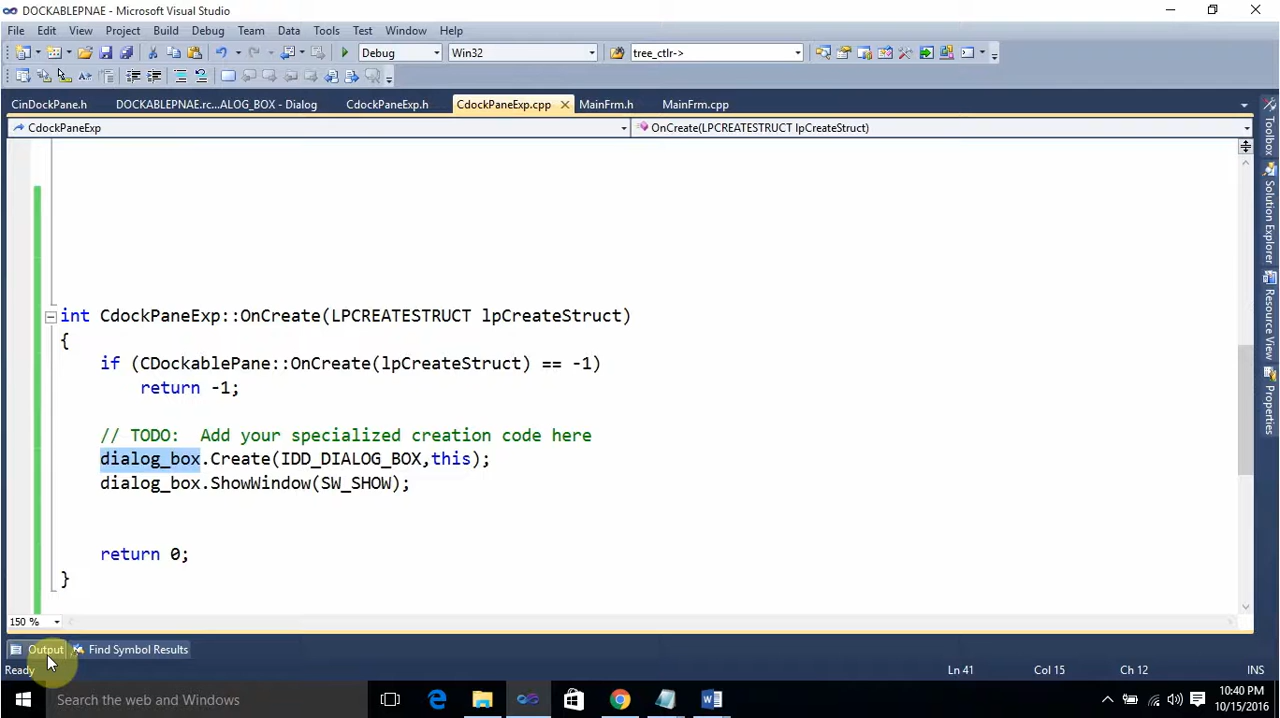 DOCKABLEPNAE - Microsoft Visual Studio
File Edit View Project Build Debug Team Data Tools Test Window Help
Debug Win32 tree_ctlr->
CinDockPane.h DOCKABLEPNAE.rc...ALOG_BOX - Dialog CdockPaneExp.h CdockPaneExp.cpp MainFrm.h MainFrm.cpp
CdockPaneExp OnCreate(LPCREATESTRUCT lpCreateStruct)
int CdockPaneExp::OnCreate(LPCREATESTRUCT lpCreateStruct)
{
if (CDockablePane::OnCreate(lpCreateStruct) == -1)
return -1;
// TODO:  Add your specialized creation code here
dialog_box.Create(IDD_DIALOG_BOX,this);
dialog_box.ShowWindow(SW_SHOW);
return 0;
}
150 %
Output Find Symbol Results
Ready Ln 41 Col 15 Ch 12 INS
Toolbox
Solution Explorer
Resource View
Properties
Search the web and Windows
10:40 PM
10/15/2016